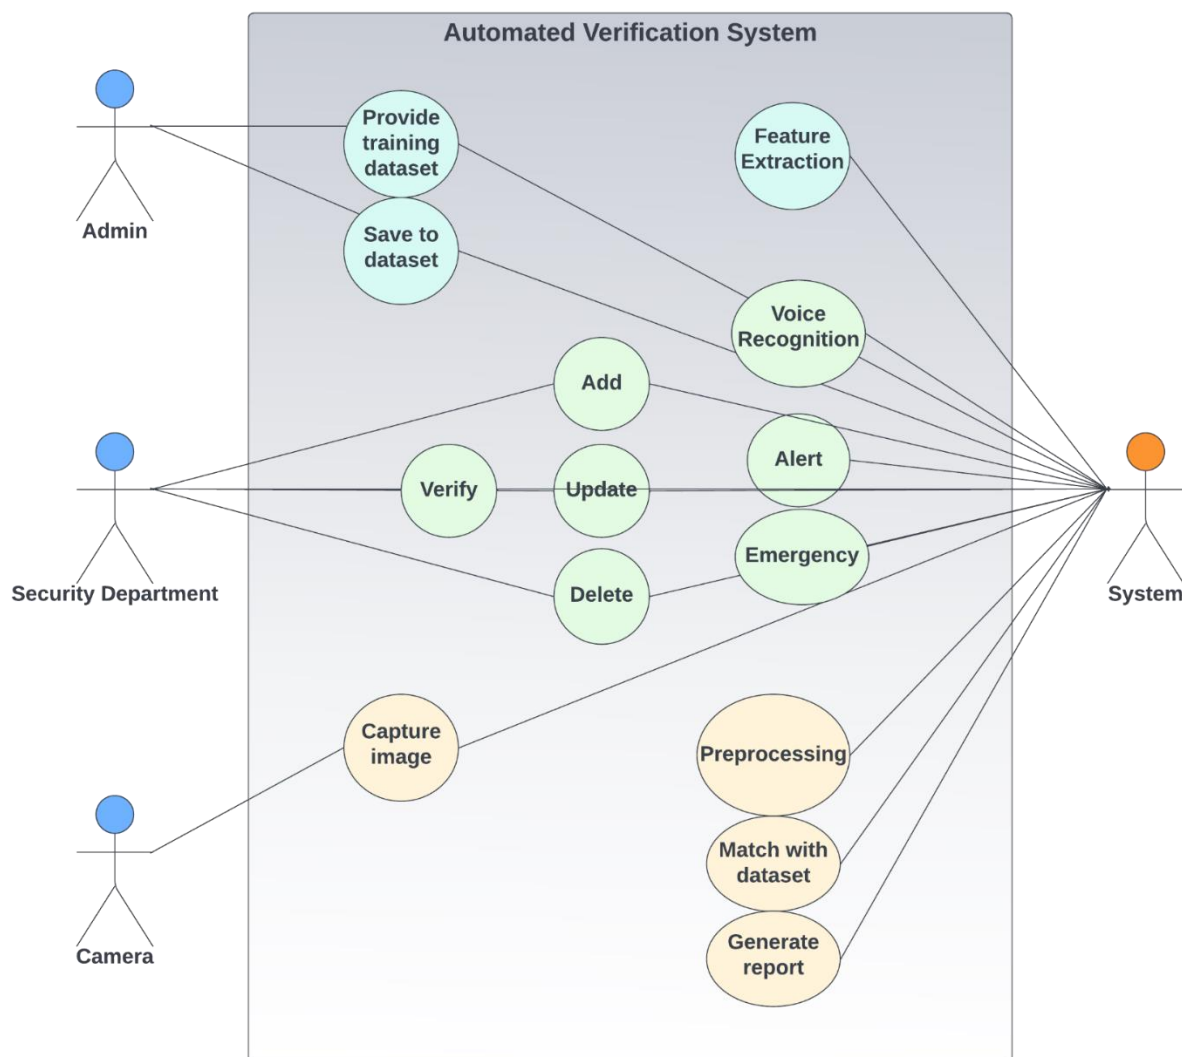 Automated Verification System
Provide
training
dataset
Feature
Extraction
Admin
Save to
dataset
Voice
Recognition
Add
Alert
Verify
Update
Emergency
Security Department
Delete
System
Capture
image
Preprocessing
Match with
dataset
Camera
Generate
report